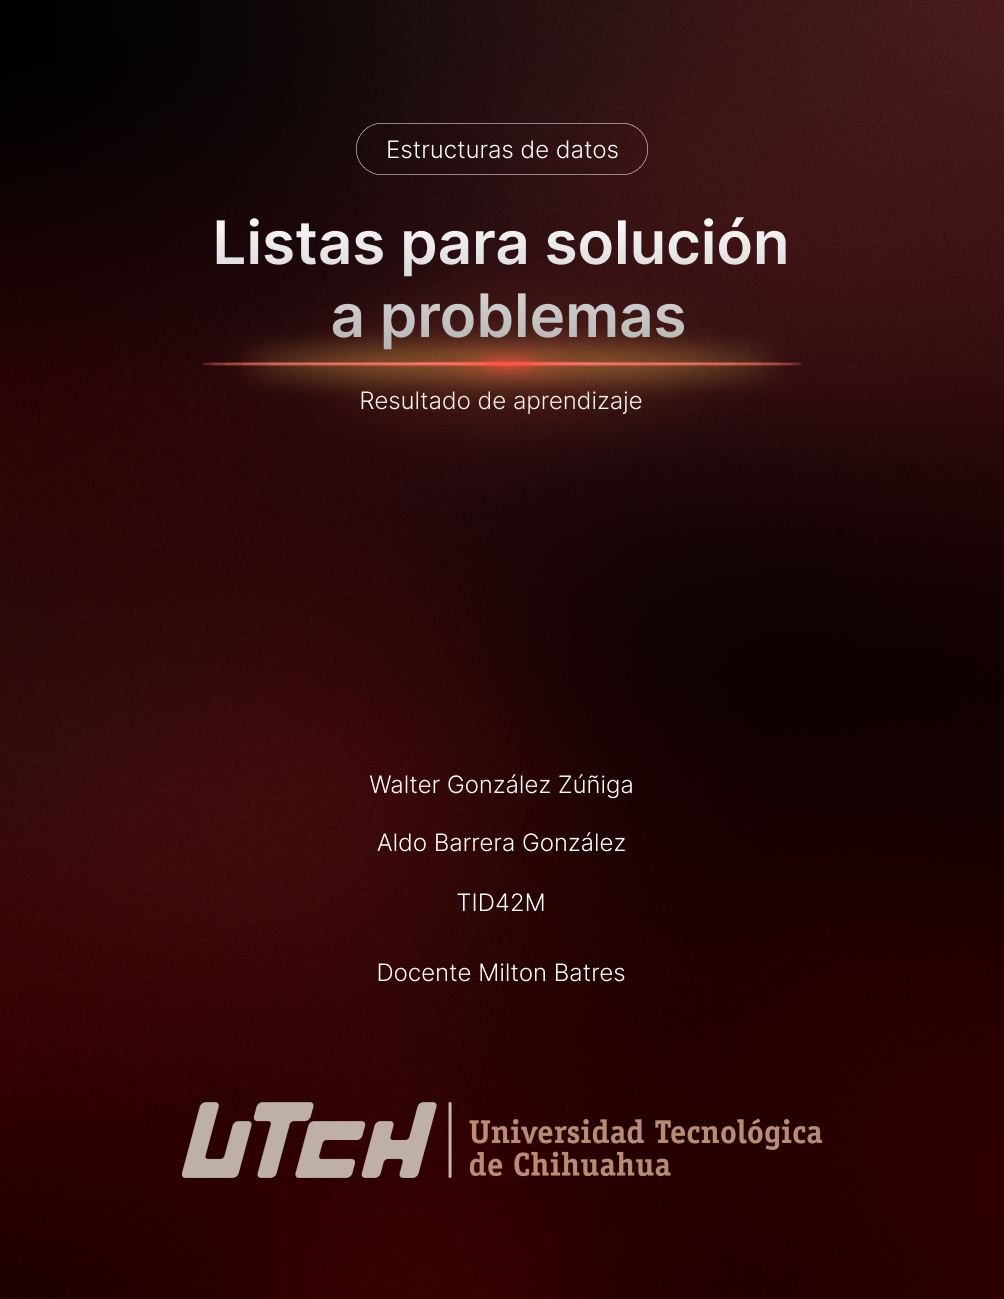 Estructuras de datos
Listas para solución
a problemas
Resultado de aprendizaje
Walter González Zúñiga
Aldo Barrera González
TID42M
Docente Milton Batres
UTCH
Universidad Tecnológica
de Chihuahua